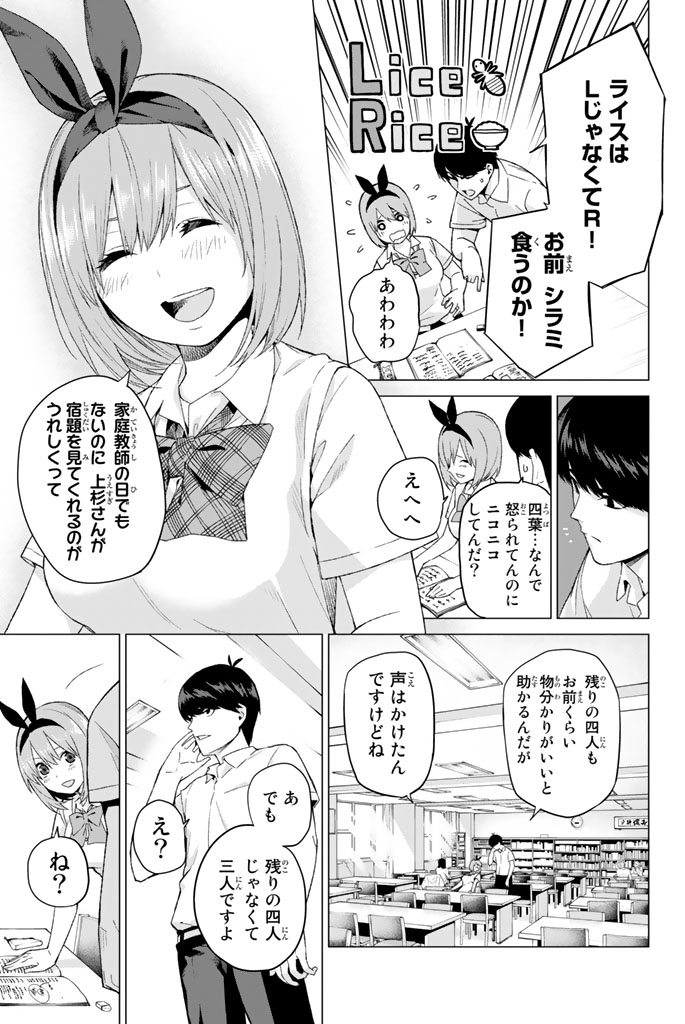 Lice
Rice
ライスは
LじゃなくてR！
お前 シラミ
食うのか！
あわわわ
四葉…なんで
怒られてんのに
ニコニコ
してんだ？
えへへ
家庭教師の日でも
ないのに 上杉さんが
宿題を見てくれるのが
うれしくって
残りの四人も
お前くらい
物分かりがいいと
助かるんだが
声はかけたん
ですけどね
あ
でも
残りの四人
じゃなくて
三人ですよ
え？
ね？